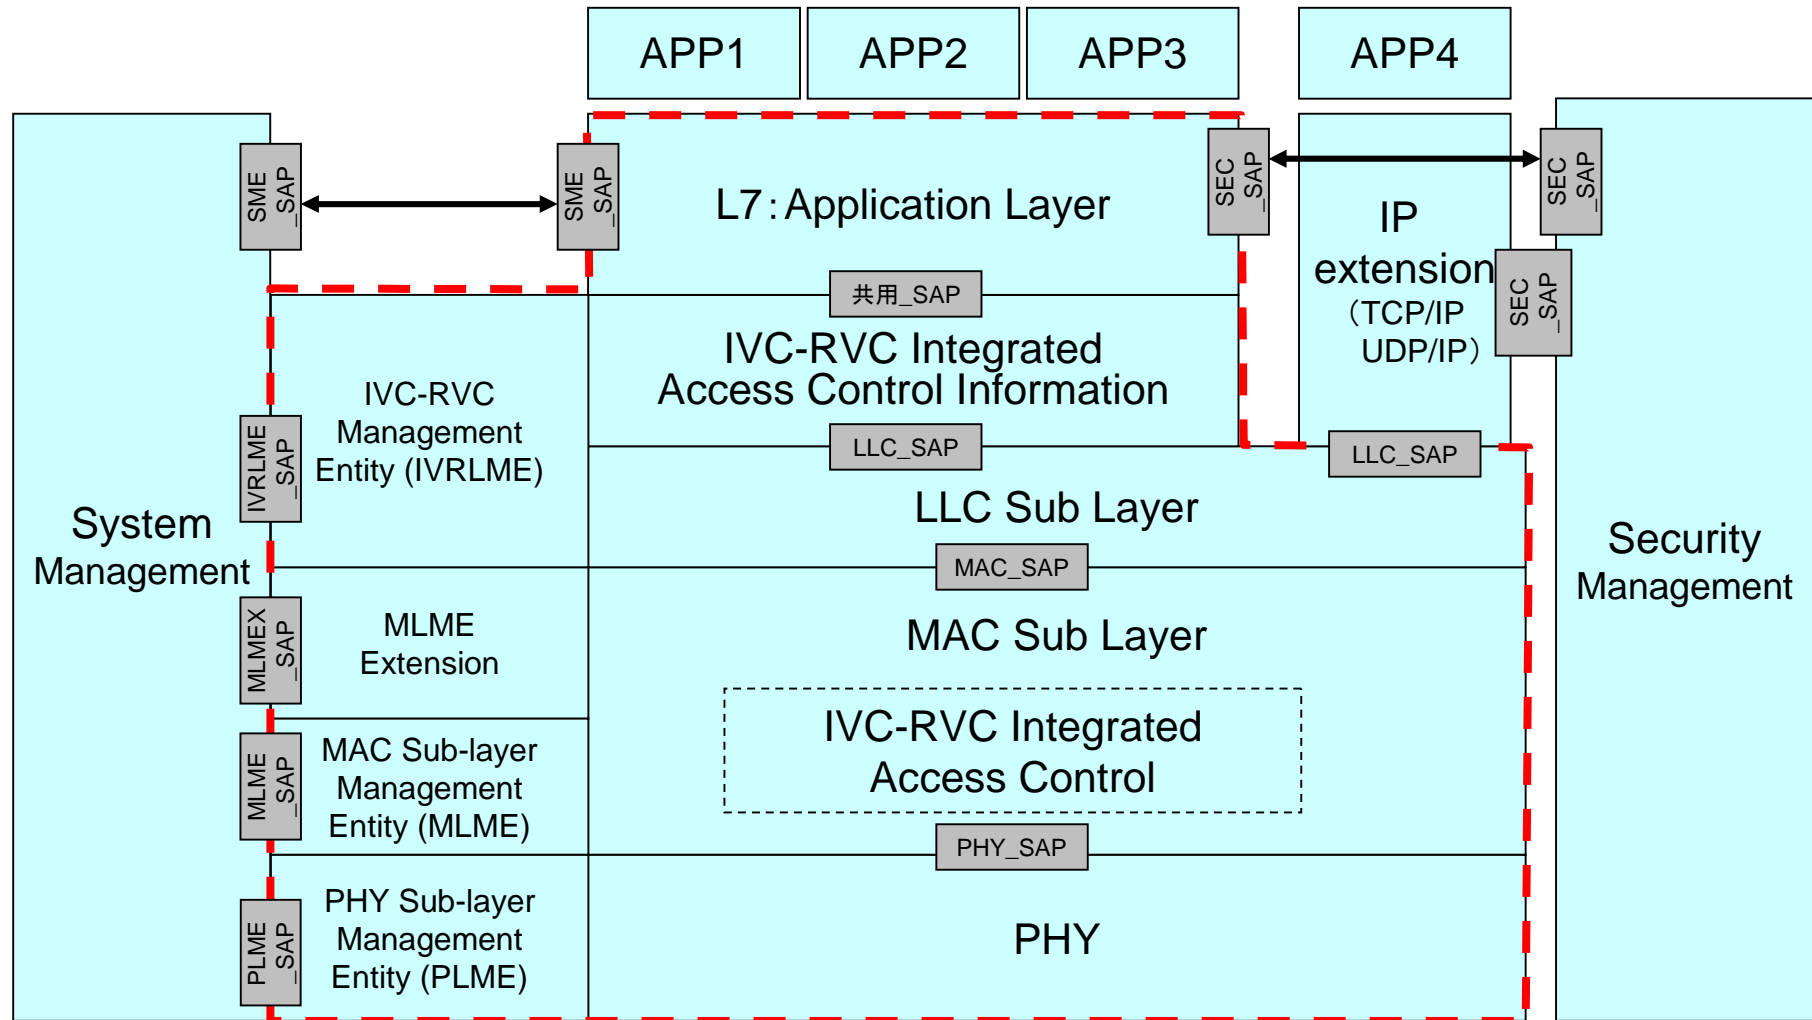 APP1
APP2
APP3
APP4
SME
_SAP
SME
_SAP
L7：Application Layer
SEC
_SAP
SEC
_SAP
IP
extension
（TCP/IP
UDP/IP）
SEC
_SAP
共用_SAP
IVC-RVC Integrated
Access Control Information
IVC-RVC
Management
Entity (IVRLME)
IVRLME
_SAP
LLC_SAP
LLC_SAP
LLC Sub Layer
System
Management
Security
Management
MAC_SAP
MLMEX
_SAP
MLME
Extension
MAC Sub Layer
IVC-RVC Integrated
Access Control
MLME
_SAP
MAC Sub-layer
Management
Entity (MLME)
PHY_SAP
PLME
_SAP
PHY Sub-layer
Management
Entity (PLME)
PHY